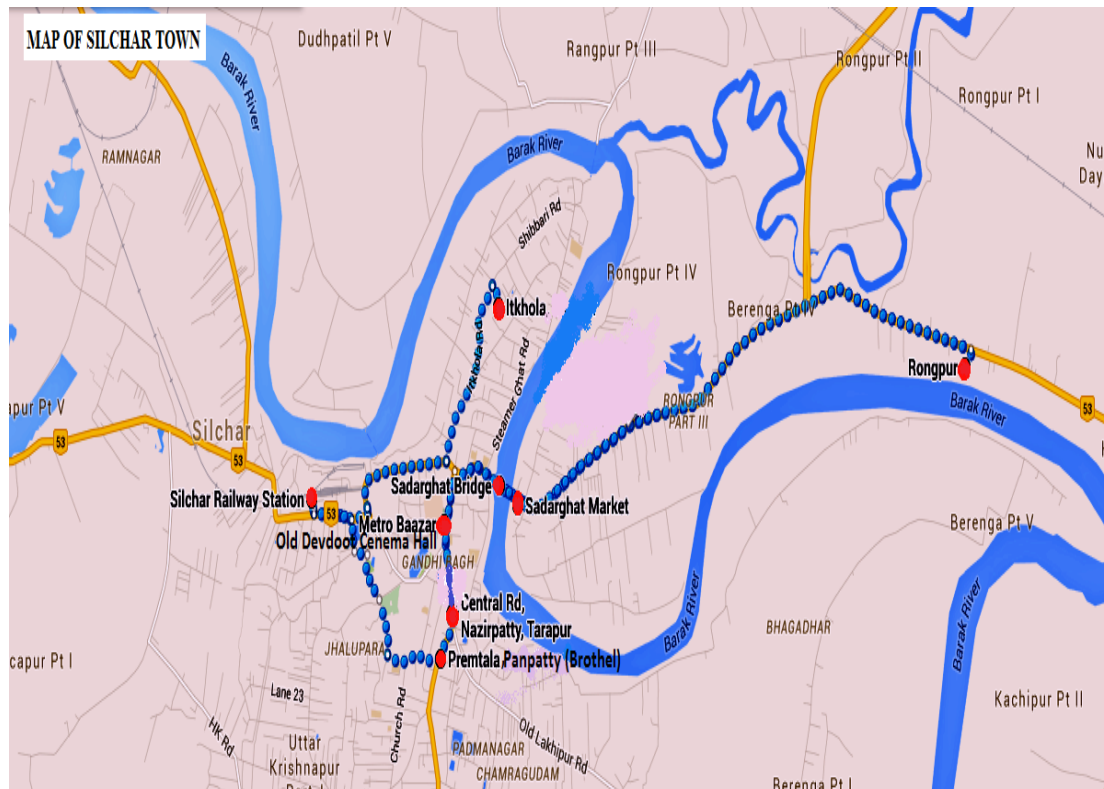 MAP OF SILCHAR TOWN
Dudhpatil Pt V
Rangpur Pt III
Rongpur Pt II
Rongpur Pt I
Barak River
Barak River
RAMNAGAR
Shibbari Rd
Rongpur Pt IV
Itkhola
Itkhola Rd
Steamer Ghat Rd
Berenga Pt IV
Rongpur
RONGPUR
PART III
Barak River
53
apur Pt V
53
Silchar
53
Sadarghat Bridge
Silchar Railway Station
53
Sadarghat Market
Metro Baazar
Old Devdoot Cenema Hall
GANDHI BAGH
Berenga Pt V
Central Rd,
Nazirpatty, Tarapur
Barak River
BHAGADHAR
Barak River
JHALUPARA
Premtala,Panpatty (Brothel)
capur Pt I
Lane 23
Church Rd
Kachipur Pt II
HK Rd
Old Lakhipur Rd
Uttar
Krishnapur
PADMANAGAR
CHAMRAGUDAM
Berenga Pt I